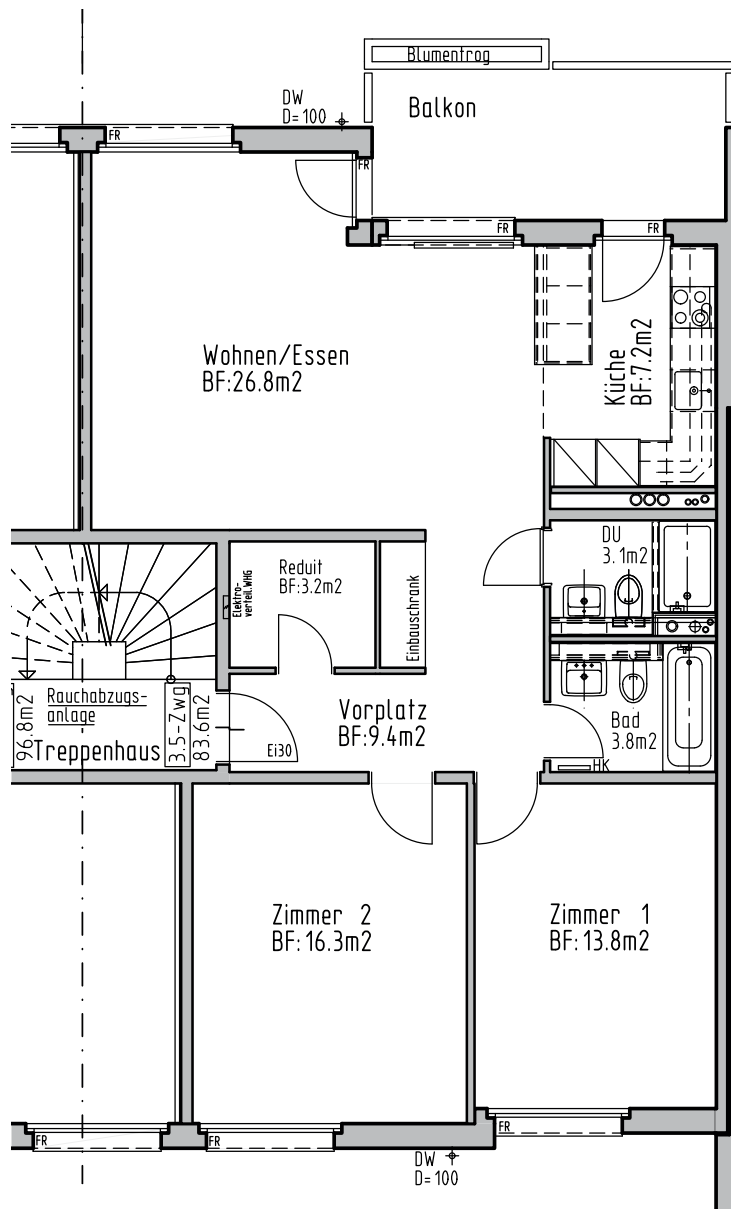 Blumentrog
DW
D=100
Balkon
FR
FR
FR
FR
Wohnen/Essen
BF:26.8m2
Küche
BF:7.2m2
DU
3.1m2
Reduit
BF:3.2m2
Elektro-
verteil.WHG
Einbauschrank
Rauchabzugs-
anlage
Treppenhaus
96.8m2
3.5-Zwg
83.6m2
Ei30
Vorplatz
BF:9.4m2
Bad
3.8m2
HK
Zimmer 2
BF:16.3m2
Zimmer 1
BF:13.8m2
FR
FR
FR
DW
D=100